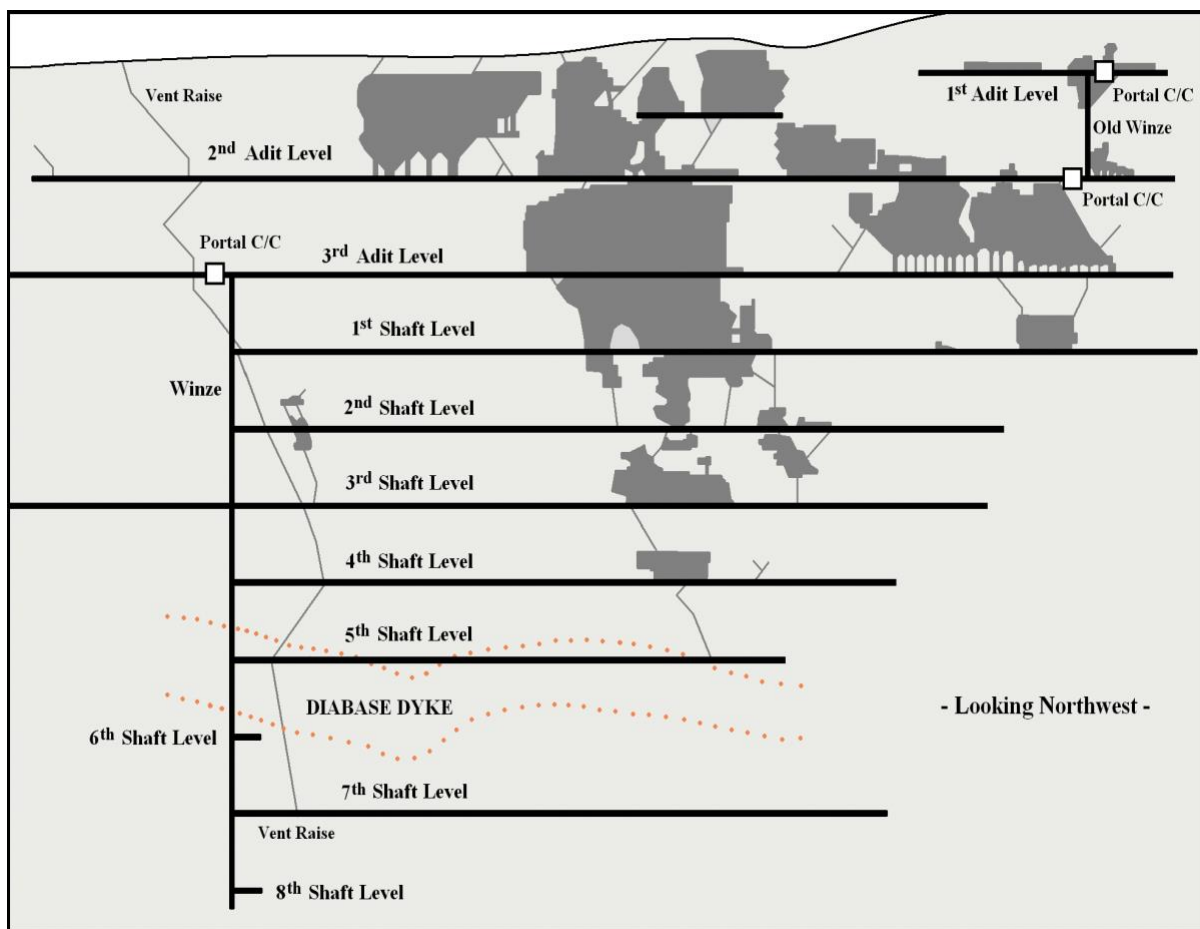 Vent Raise
1st Adit Level
Portal C/C
Old Winze
2nd Adit Level
Portal C/C
Portal C/C
3rd Adit Level
1st Shaft Level
Winze
2nd Shaft Level
3rd Shaft Level
4th Shaft Level
5th Shaft Level
DIABASE DYKE
- Looking Northwest -
6th Shaft Level
7th Shaft Level
Vent Raise
8th Shaft Level